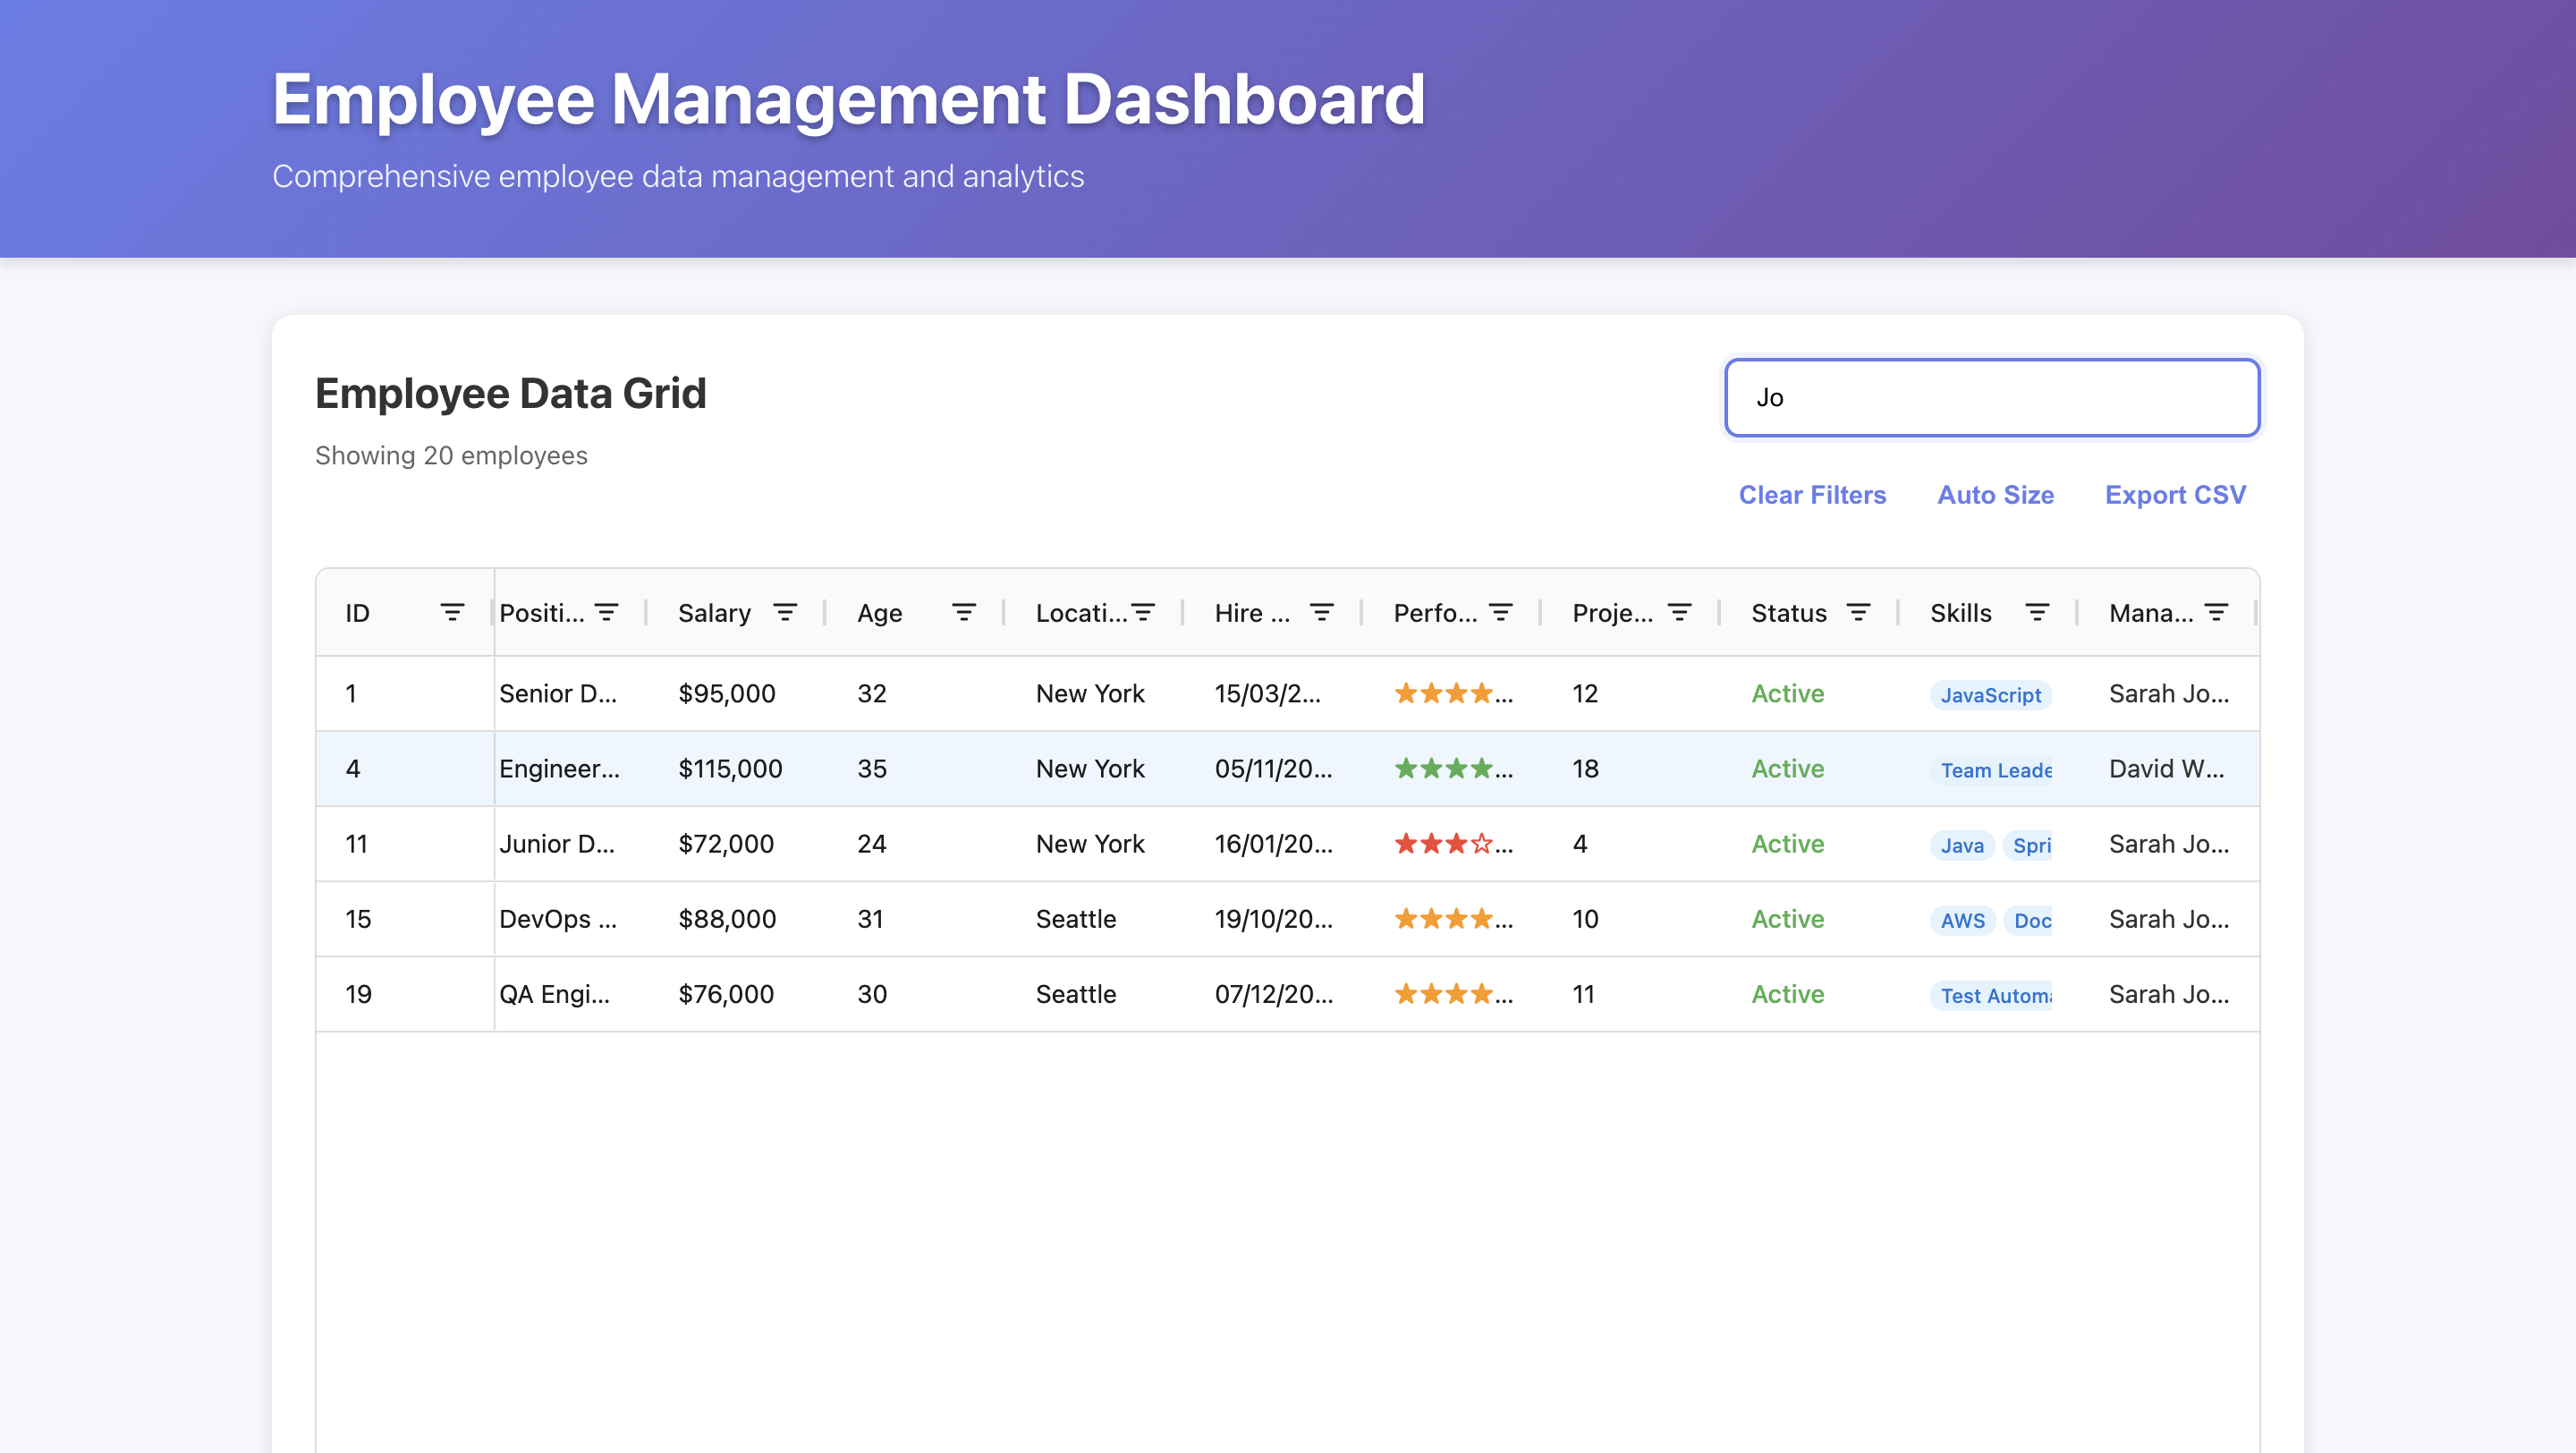 Employee Management Dashboard
Comprehensive employee data management and analytics
Employee Data Grid
Jo
Showing 20 employees
Clear Filters Auto Size Export CSV
ID Positi... Salary Age Locati... Hire ... Perfo... Proje... Status Skills Mana...
1 Senior D... $95,000 32 New York 15/03/2... ★★★★... 12 Active JavaScript Sarah Jo...
4 Engineer... $115,000 35 New York 05/11/20... ★★★★... 18 Active Team Leade David W...
11 Junior D... $72,000 24 New York 16/01/20... ★★★☆... 4 Active Java Spri Sarah Jo...
15 DevOps ... $88,000 31 Seattle 19/10/20... ★★★★... 10 Active AWS Doc Sarah Jo...
19 QA Engi... $76,000 30 Seattle 07/12/20... ★★★★... 11 Active Test Automa Sarah Jo...